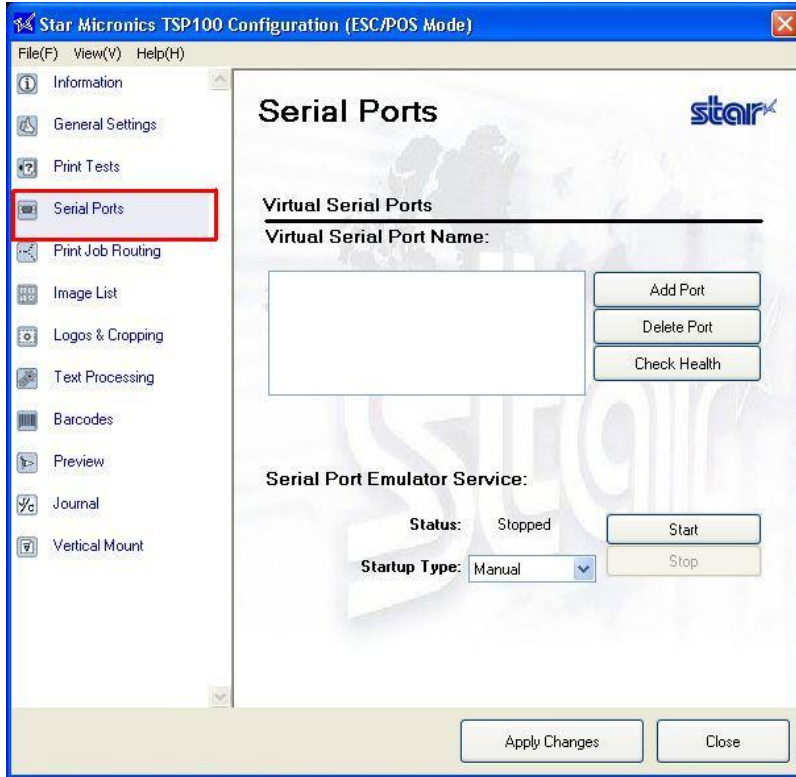 Star Micronics TSP100 Configuration (ESC/POS Mode)
File(F) View(V) Help(H)
Information
General Settings
Print Tests
Serial Ports
Print Job Routing
Image List
Logos & Cropping
Text Processing
Barcodes
Preview
Journal
Vertical Mount
Serial Ports
star
Virtual Serial Ports
Virtual Serial Port Name:
Add Port
Delete Port
Check Health
Serial Port Emulator Service:
Status: Stopped
Start
Startup Type: Manual
Stop
star
Apply Changes
Close